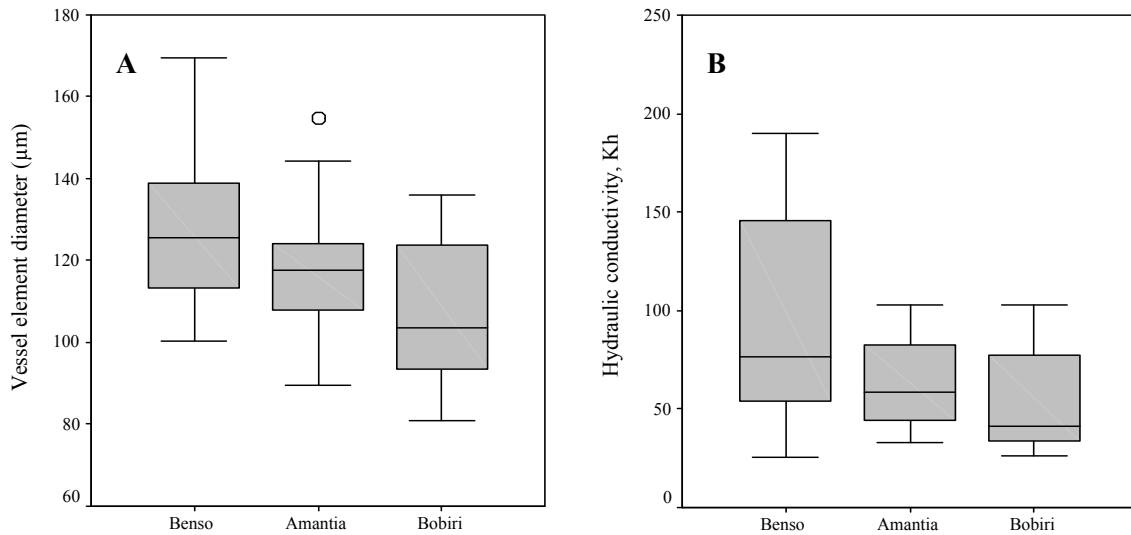 A
Vessel element diameter (µm)
180
160
140
120
100
80
60
Benso Amantia Bobiri
B
Hydraulic conductivity, Kh
250
200
150
100
50
0
Benso Amantia Bobiri